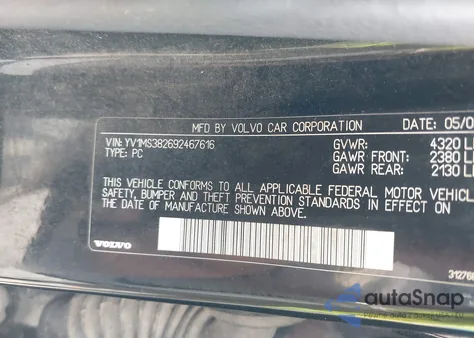 MFD BY VOLVO CAR CORPORATION DATE: 05/0
VIN: YV1MS382692467616 GVWR: 4320 L
TYPE: PC GAWR FRONT: 2380 L
GAWR REAR: 2130 L
THIS VEHICLE CONFORMS TO ALL APPLICABLE FEDERAL MOTOR VEHICLE
SAFETY, BUMPER AND THEFT PREVENTION STANDARDS IN EFFECT ON
THE DATE OF MANUFACTURE SHOWN ABOVE.
VOLVO
31276
autoSnap